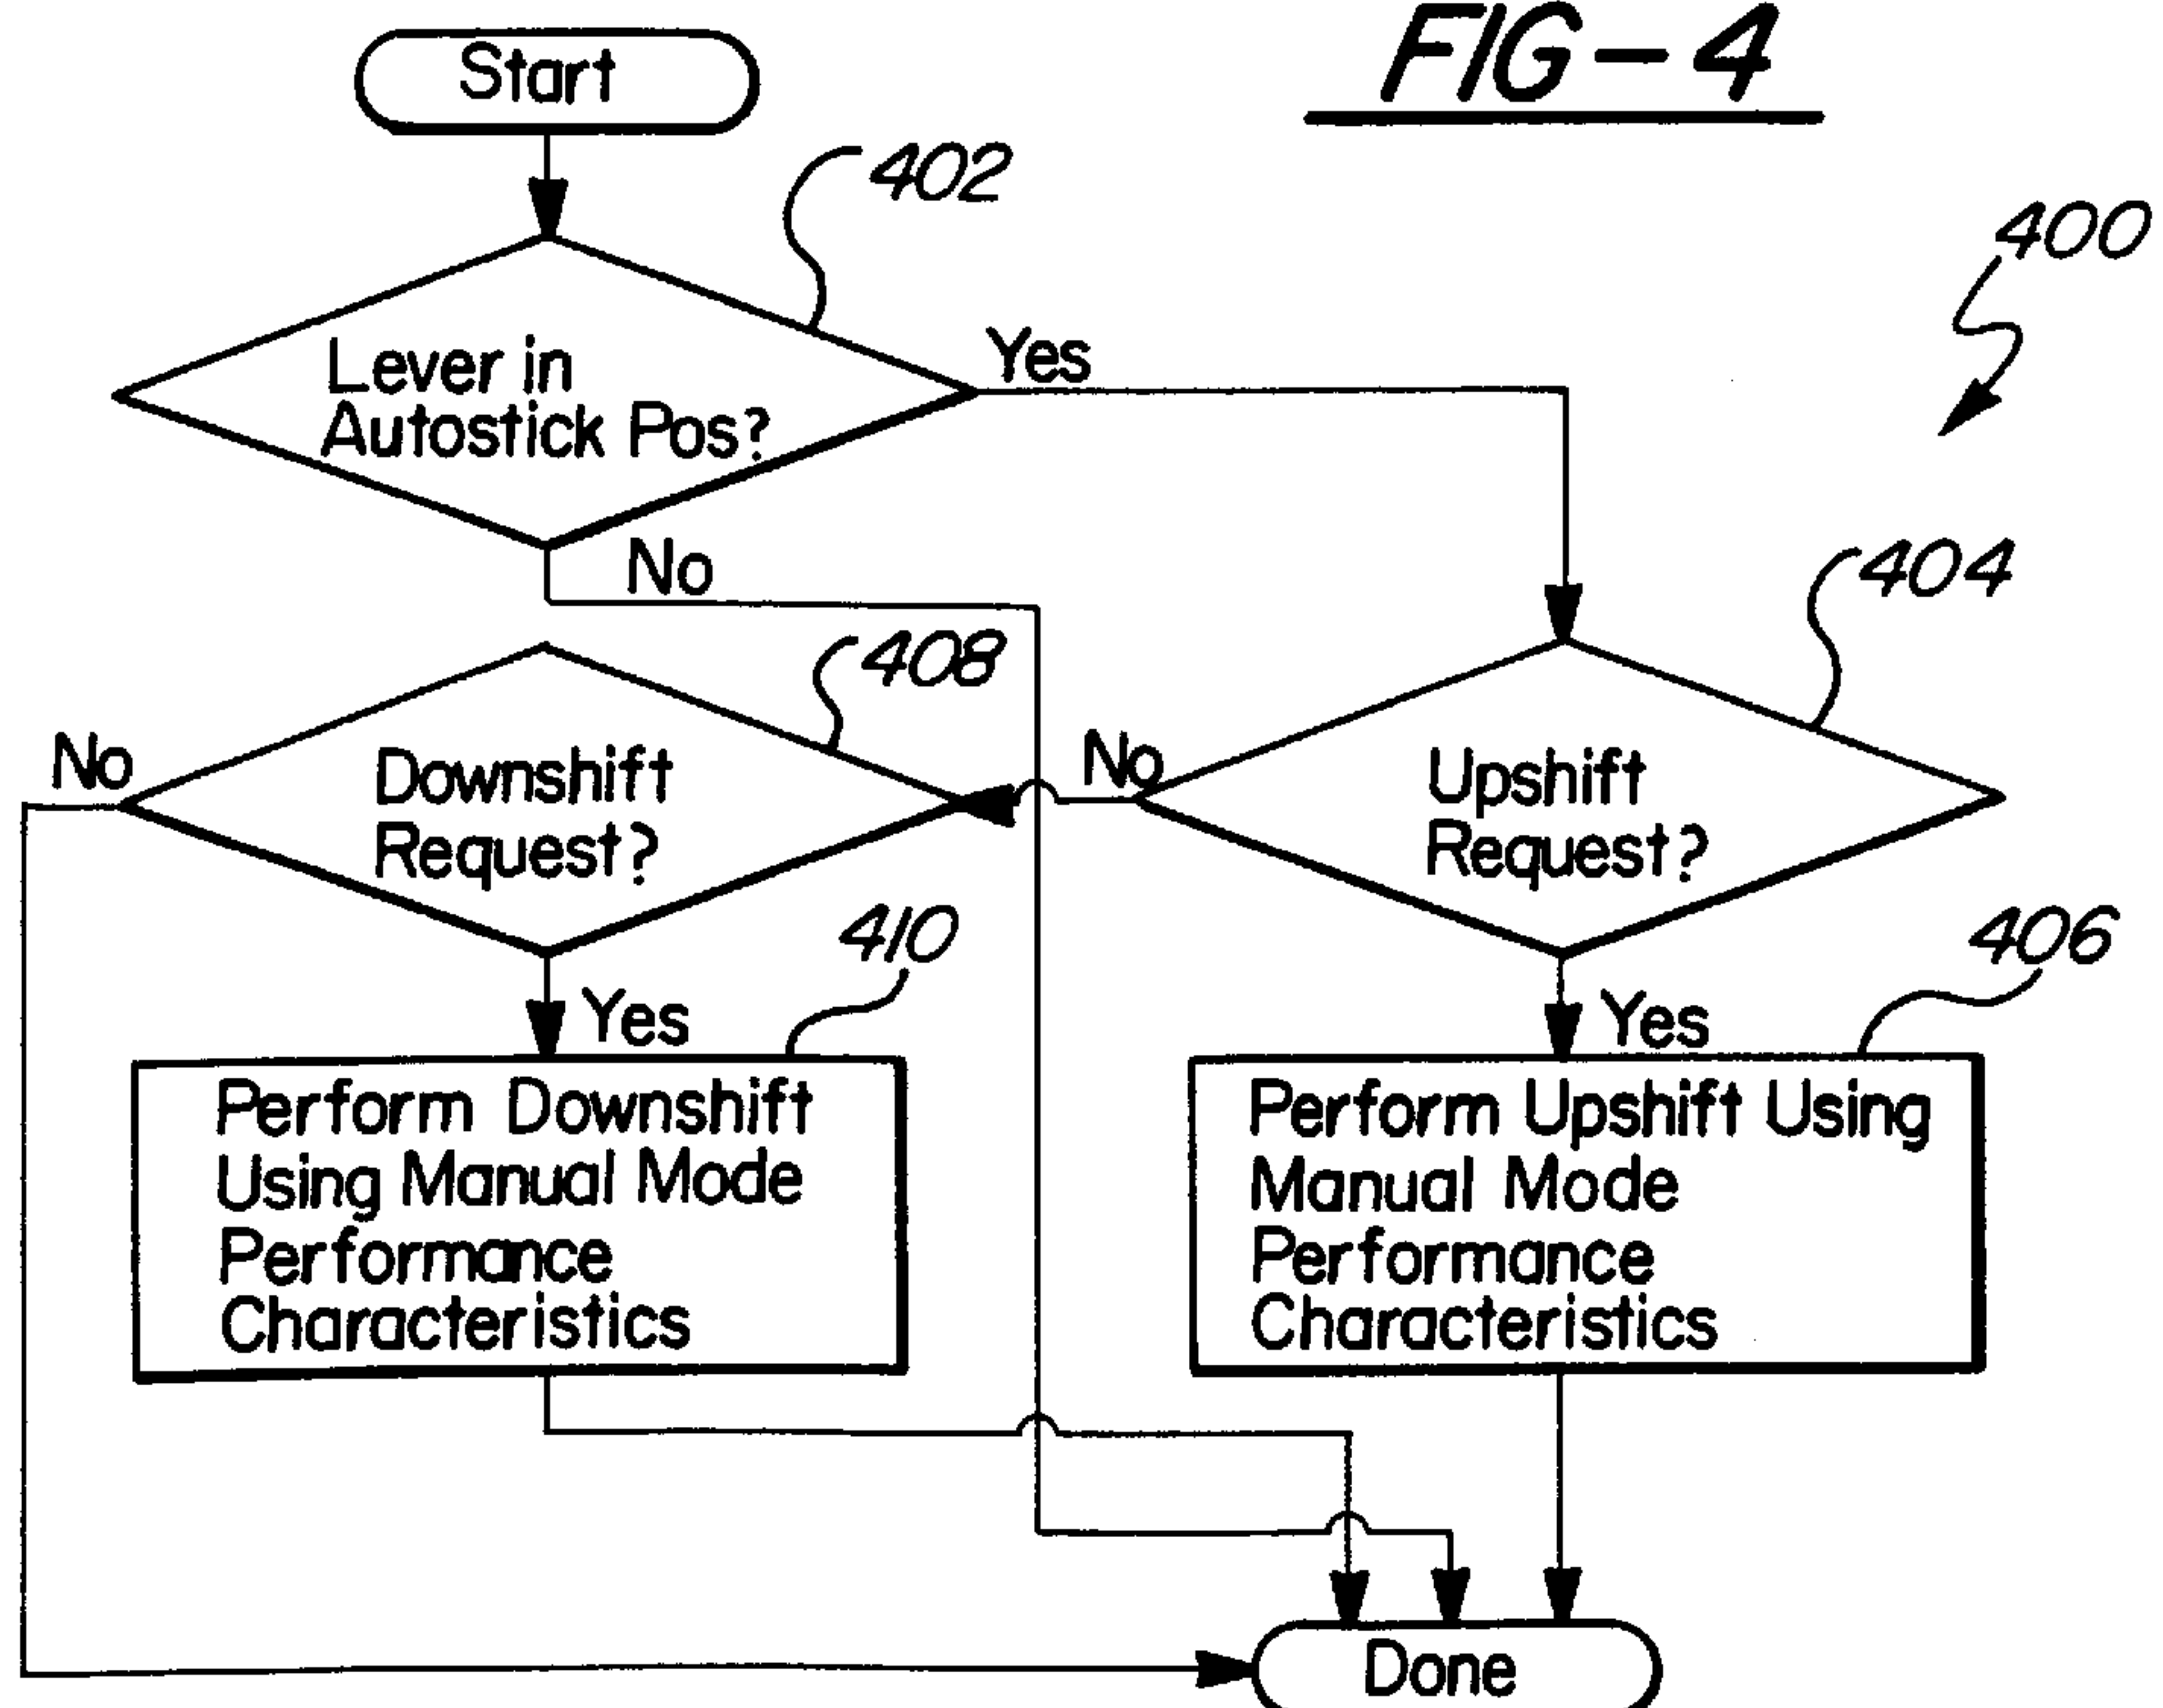 FIG-4
Start
402
400
Lever in
Autostick Pos?
Yes
No
404
408
No
Downshift
Request?
No
Upshift
Request?
410
406
Yes
Yes
Perform Downshift
Using Manual Mode
Performance
Characteristics
Perform Upshift Using
Manual Mode
Performance
Characteristics
Done